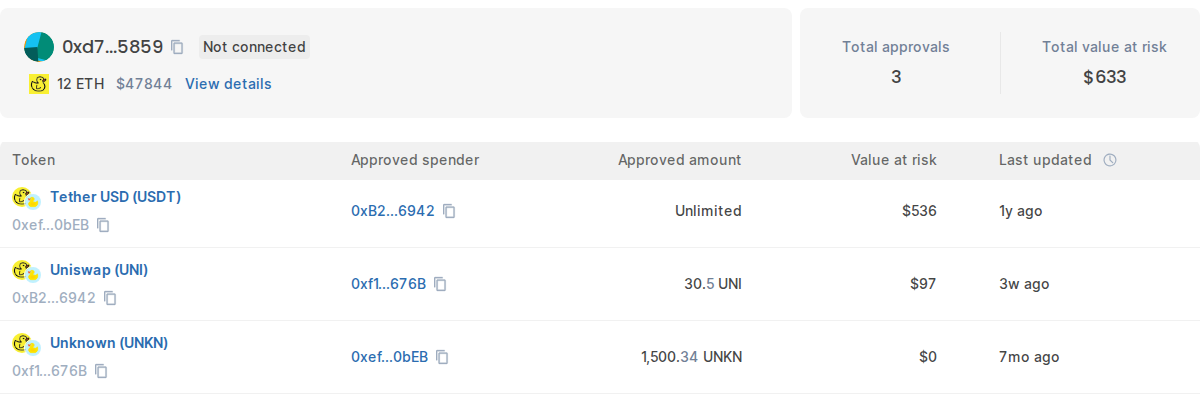 0xd7...5859 Not connected
12 ETH $47844 View details
Total approvals
3
Total value at risk
$633
Token Approved spender Approved amount Value at risk Last updated
Tether USD (USDT)
0xef...0bEB
0xB2...6942 Unlimited $536 1y ago
Uniswap (UNI)
0xB2...6942
0xf1...676B 30.5 UNI $97 3w ago
Unknown (UNKN)
0xf1...676B
0xef...0bEB 1,500.34 UNKN $0 7mo ago